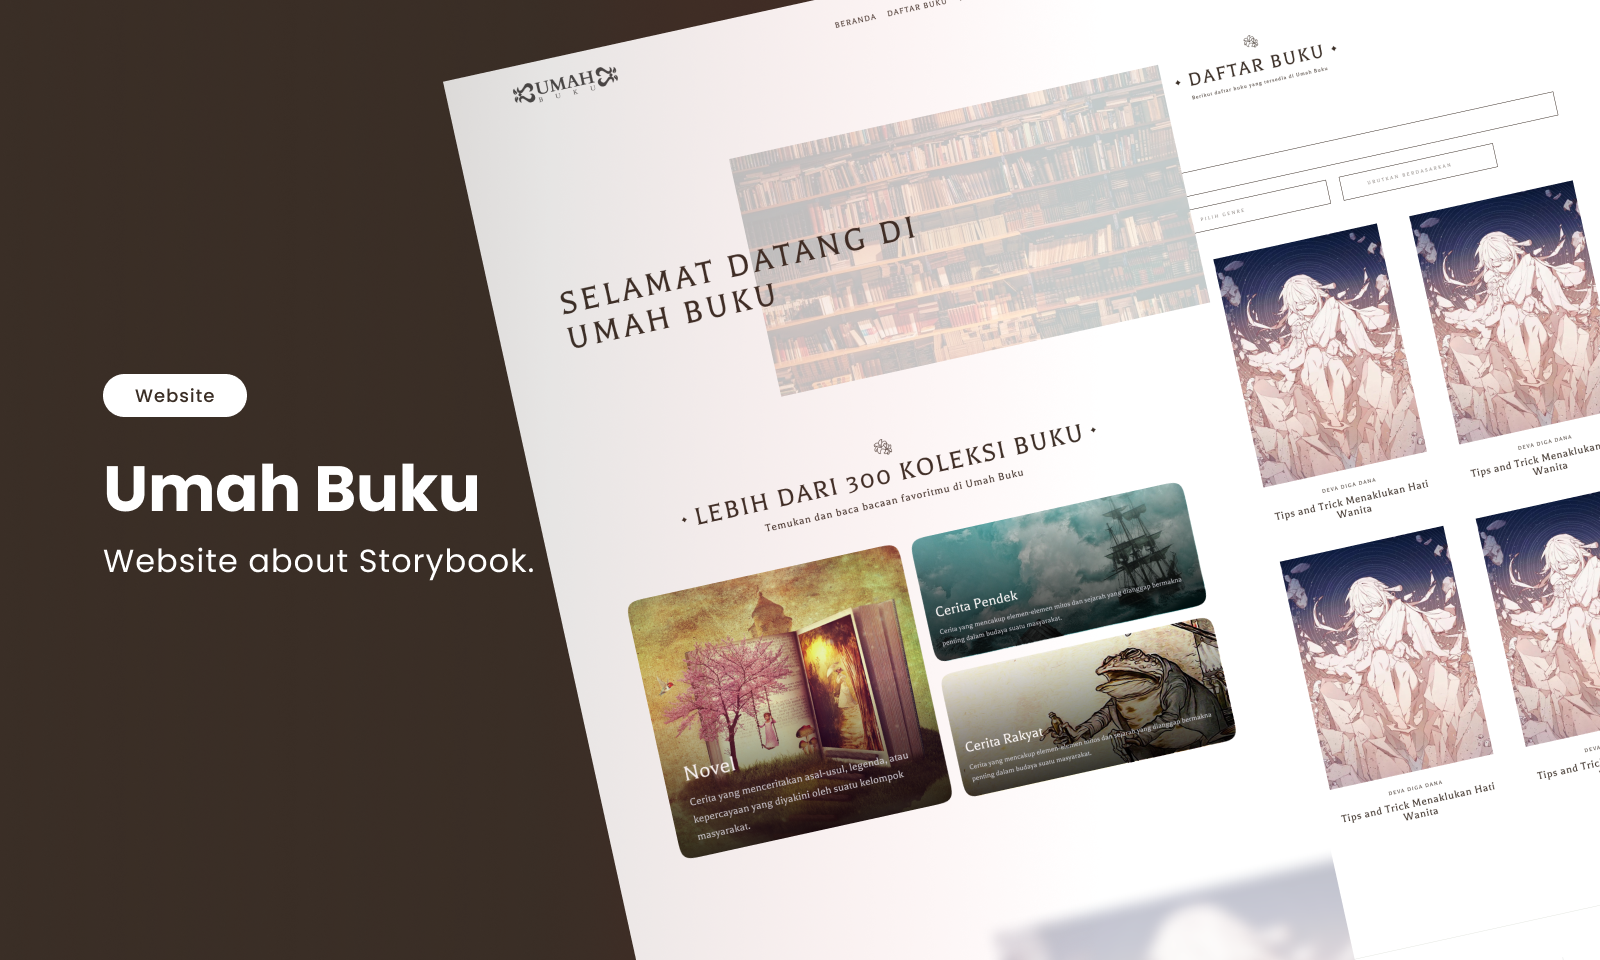 Website
Umah Buku
Website about Storybook.
BERANDA DAFTAR BUKU
UMAH
BUKU
SELAMAT DATANG DI
UMAH BUKU
LEBIH DARI 300 KOLEKSI BUKU
Temukan dan baca bacaan favoritmu di Umah Buku
Novel
Cerita yang menceritakan asal-usul, legenda, atau
kepercayaan yang diyakini oleh suatu kelompok
masyarakat.
Cerita Pendek
Cerita yang mencakup elemen-elemen mitos dan sejarah yang dianggap bermakna
penting dalam budaya suatu masyarakat.
Cerita Rakyat
Cerita yang mencakup elemen-elemen mitos dan sejarah yang dianggap bermakna
penting dalam budaya suatu masyarakat.
DAFTAR BUKU
Berikut daftar buku yang tersedia di Umah Buku
PILIH GENRE
URUTKAN BERDASARKAN
DEVA DIGA DANA
Tips and Trick Menaklukan Hati
Wanita
DEVA DIGA DANA
Tips and Trick Menaklukan
Wanita
DEVA DIGA DANA
Tips and Trick Menaklukan Hati
Wanita
DEVA
Tips and Tric